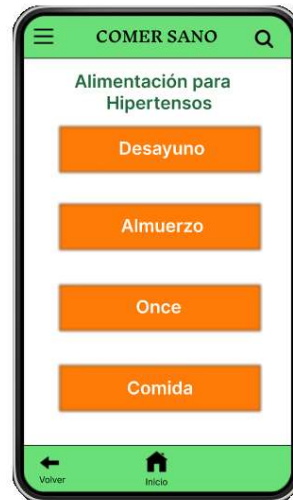 COMER SANO
Alimentación para
Hipertensos
Desayuno
Almuerzo
Once
Comida
Volver
Inicio